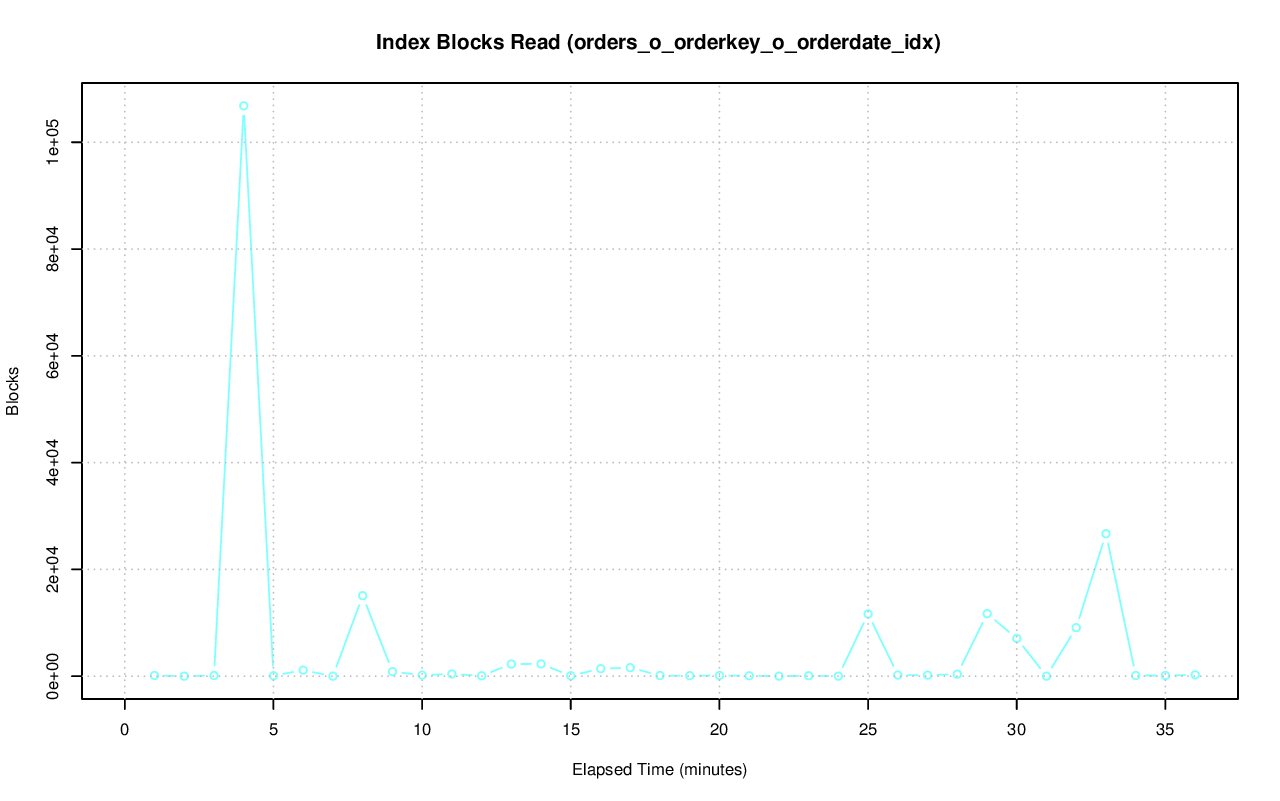 Index Blocks Read (orders_o_orderkey_o_orderdate_idx)
Blocks
1e+05
8e+04
6e+04
4e+04
2e+04
0e+00
0 5 10 15 20 25 30 35
Elapsed Time (minutes)